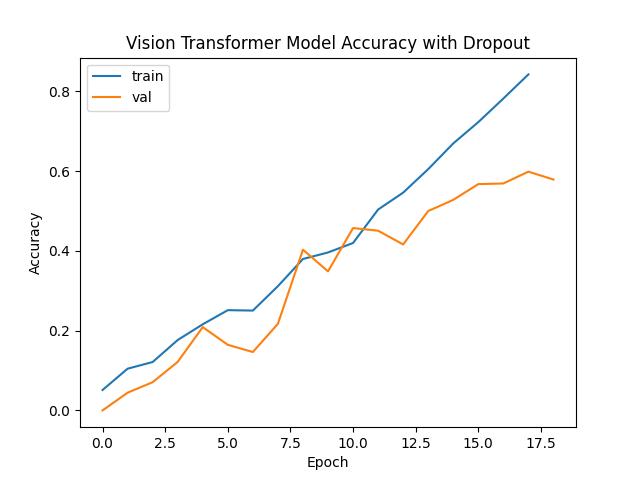 Vision Transformer Model Accuracy with Dropout
train
val
Accuracy
0.8
0.6
0.4
0.2
0.0
0.0 2.5 5.0 7.5 10.0 12.5 15.0 17.5
Epoch